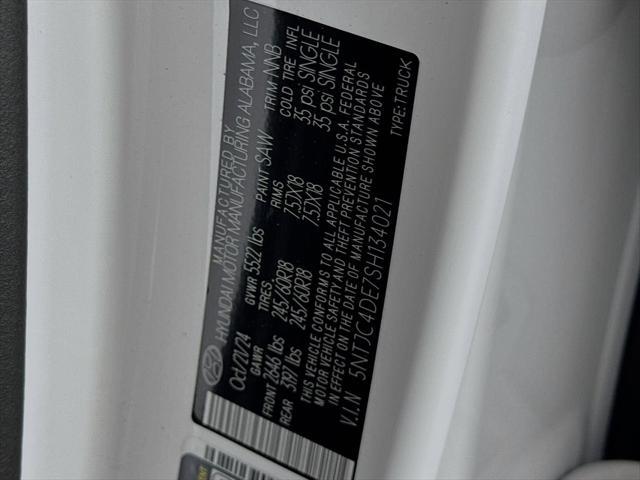 MANUFACTURED BY
HYUNDAI MOTOR MANUFACTURING ALABAMA, LLC
Oct/21/24 GVWR 5522 lbs PAINT SAW TRIM NNB
GAWR TIRES RIMS COLD TIRE INFL
FRONT 2646 lbs 245/60R18 7.5JX18 35 psi SINGLE
REAR 3197 lbs 245/60R18 7.5JX18 35 psi SINGLE
THIS VEHICLE CONFORMS TO ALL APPLICABLE U.S.A. FEDERAL
MOTOR VEHICLE SAFETY AND THEFT PREVENTION STANDARDS
IN EFFECT ON THE DATE OF MANUFACTURE SHOWN ABOVE
V.I.N 5NTJC4DE7SH134021 TYPE:TRUCK